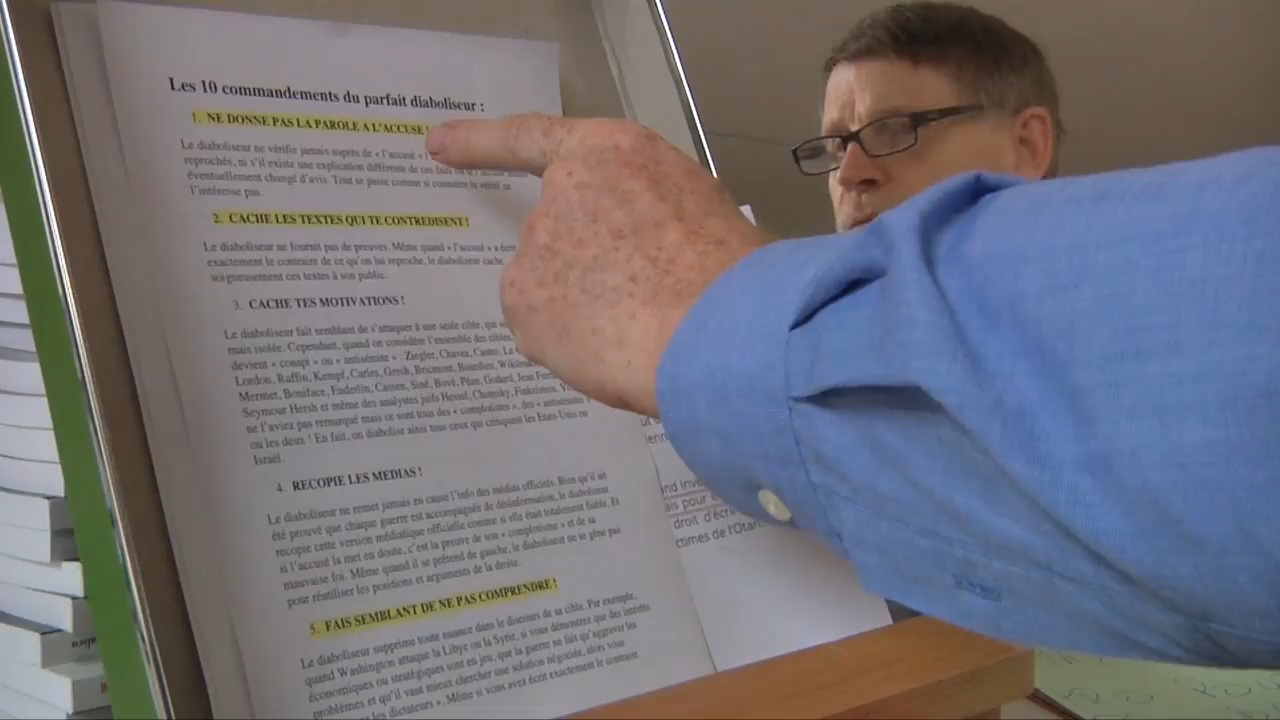 Les 10 commandements du parfait diaboliseur :
1. NE DONNE PAS LA PAROLE A L'ACCUSE !
Le diaboliseur ne vérifie jamais auprès de « l'accusé »
reprochés, ni s'il existe une explication différente de ces faits
éventuellement changé d'avis. Tout se passe comme si connaître la vérité ne
l'intéresse pas.
2. CACHE LES TEXTES QUI TE CONTREDISENT !
Le diaboliseur ne fournit pas de preuves. Même quand « l'accusé » a écrit
exactement le contraire de ce qu'on lui reproche, le diaboliseur cache
soigneusement ces textes à son public.
3. CACHE TES MOTIVATIONS !
Le diaboliseur fait semblant de s'attaquer à une seule cible, qui
mais isolée. Cependant, quand on considère l'ensemble des cibles,
devient « conspi » ou « antisémite » : Ziegler, Chavez, Castro, Le
Lordon, Ruffin, Kempf, Carles, Gresh, Bricmont, Bourdieu,
Mermet, Boniface, Enderlin, Cassen, Siné, Bové, Péan, Godard, Jean
Seymour Hersh et même des analystes juifs Hessel, Chomsky, Finkelstein,
ne l'aviez pas remarqué mais ce sont tous des « complotistes », des « antisémites »
ou les deux ! En fait, on diabolise ainsi tous ceux qui critiquent les Etats-Unis ou
Israël.
4. RECOPIE LES MEDIAS !
Le diaboliseur ne remet jamais en cause l'info des médias officiels. Bien qu'il ait
été prouvé que chaque guerre est accompagnée de désinformation, le diaboliseur
recopie cette version médiatique officielle comme si elle était totalement fiable. Et
si l'accusé la met en doute, c'est la preuve de son « complotisme » et de sa
mauvaise foi. Même quand il se prétend de gauche, le diaboliseur ne se gêne pas
pour réutiliser les positions et arguments de la droite.
5. FAIS SEMBLANT DE NE PAS COMPRENDRE !
Le diaboliseur supprime toute nuance dans le discours de sa cible. Par exemple,
quand Washington attaque la Libye ou la Syrie, si vous démontrez que des intérêts
économiques ou stratégiques sont en jeu, que la guerre ne fait qu'aggraver les
problèmes et qu'il vaut mieux chercher une solution négociée, alors vous
les dictateurs ». Même si vous avez écrit exactement le contraire
droit d'écri
ctimes de l'Otan